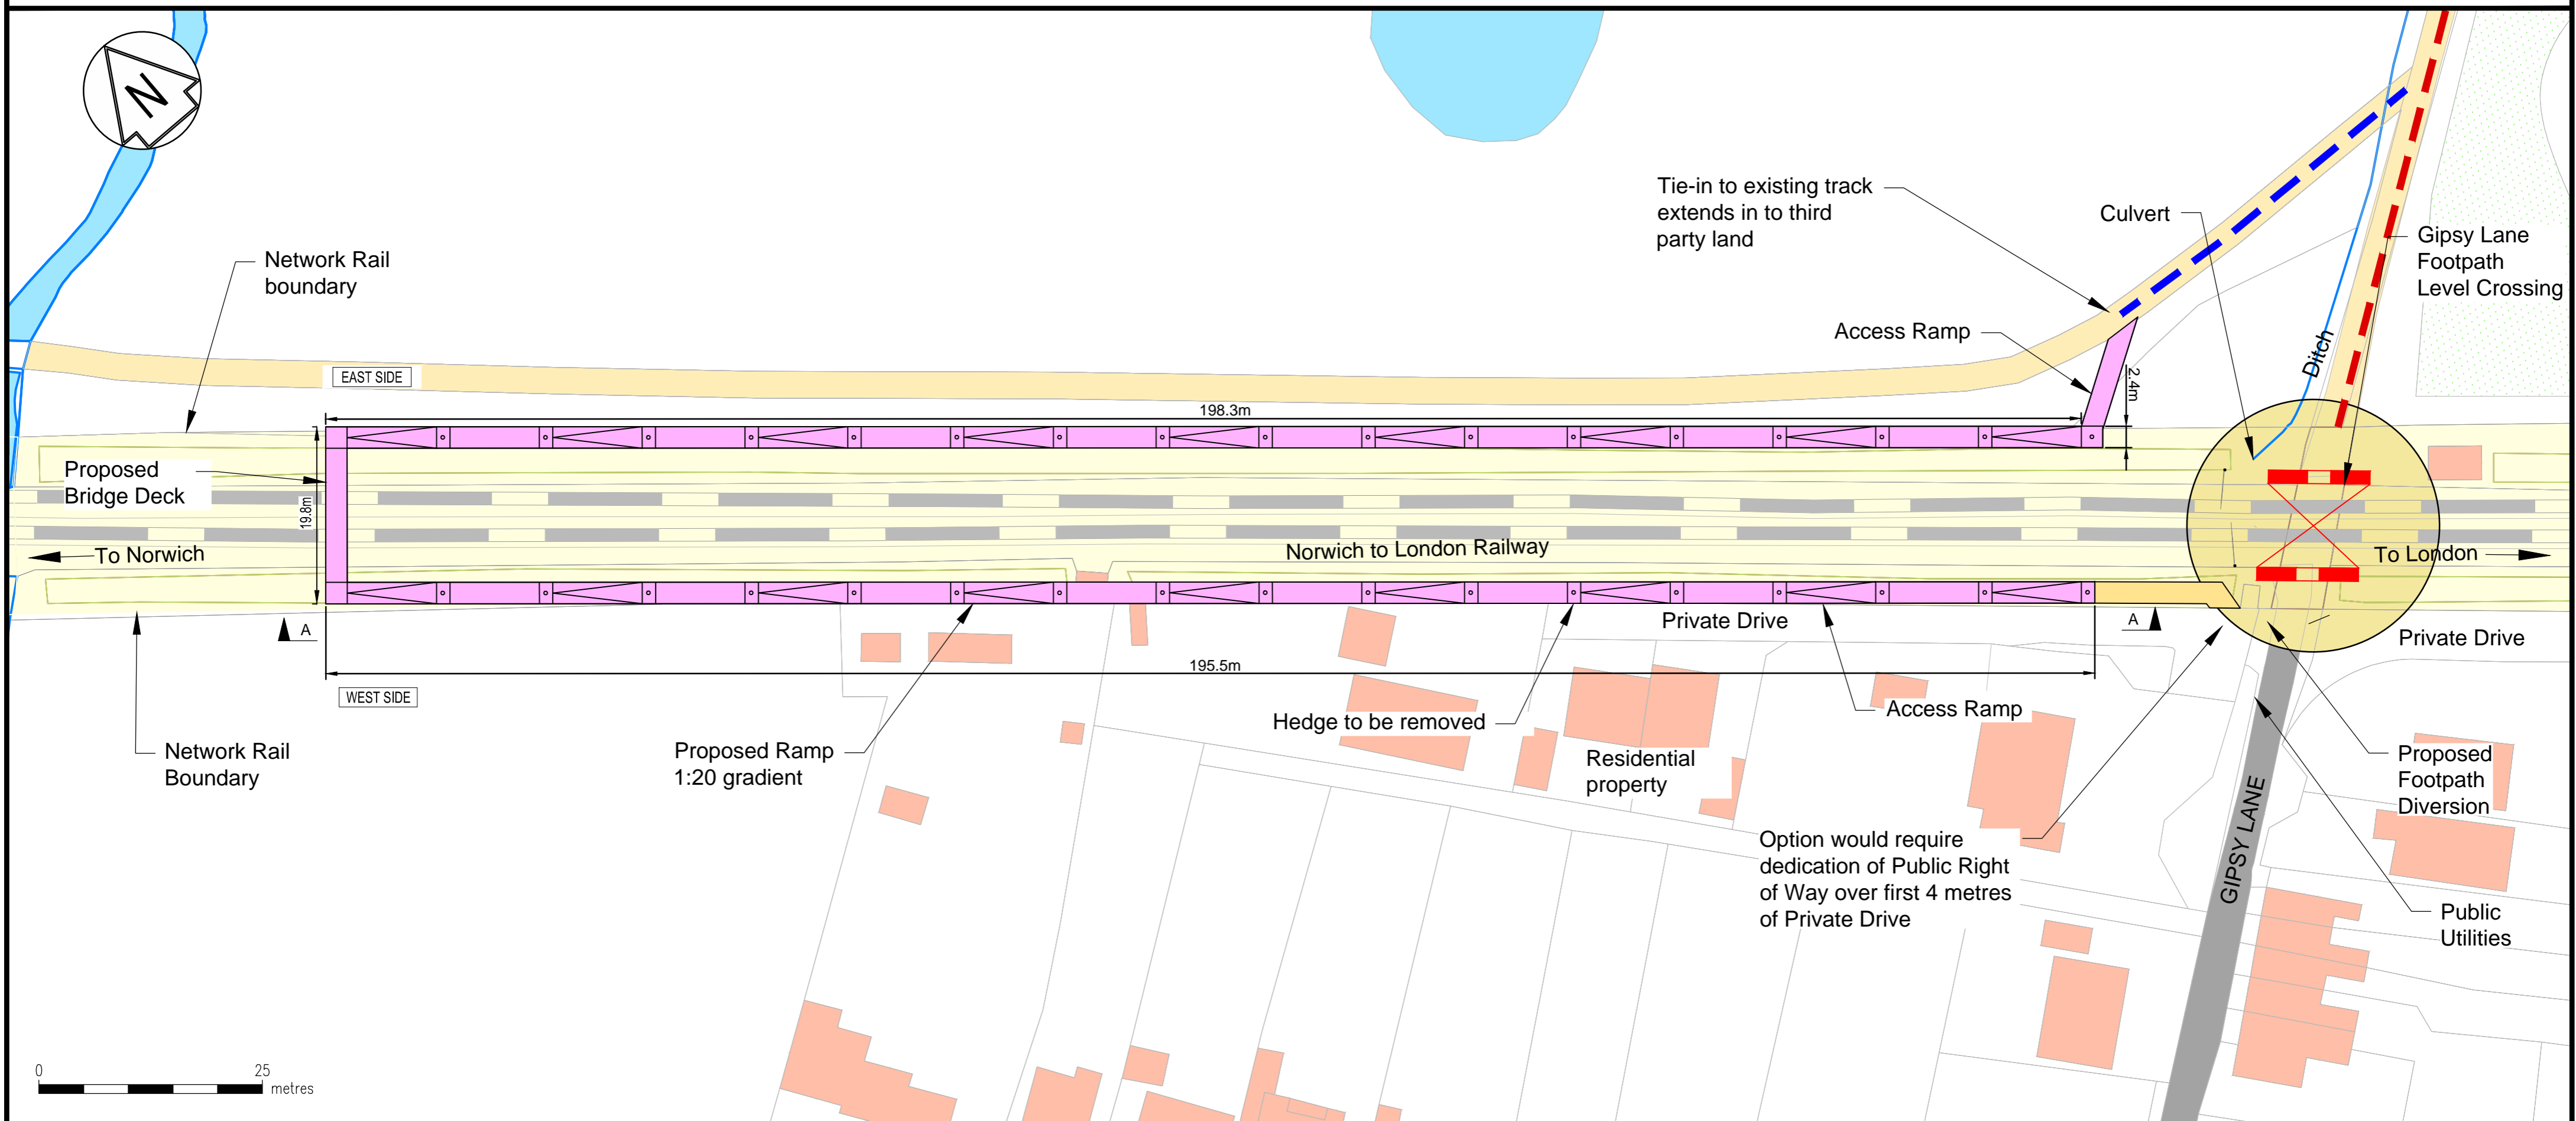 N
Tie-in to existing track
extends in to third
party land
Culvert
Gipsy Lane
Footpath
Level Crossing
Network Rail
boundary
Access Ramp
Ditch
EAST SIDE
2.4m
198.3m
Proposed
Bridge Deck
19.8m
To Norwich
Norwich to London Railway
To London
A
Private Drive
A
Private Drive
195.5m
WEST SIDE
Network Rail
Boundary
Proposed Ramp
1:20 gradient
Hedge to be removed
Access Ramp
Residential
property
Proposed
Footpath
Diversion
Option would require
dedication of Public Right
of Way over first 4 metres
of Private Drive
GIPSY LANE
Public
Utilities
0
25
metres